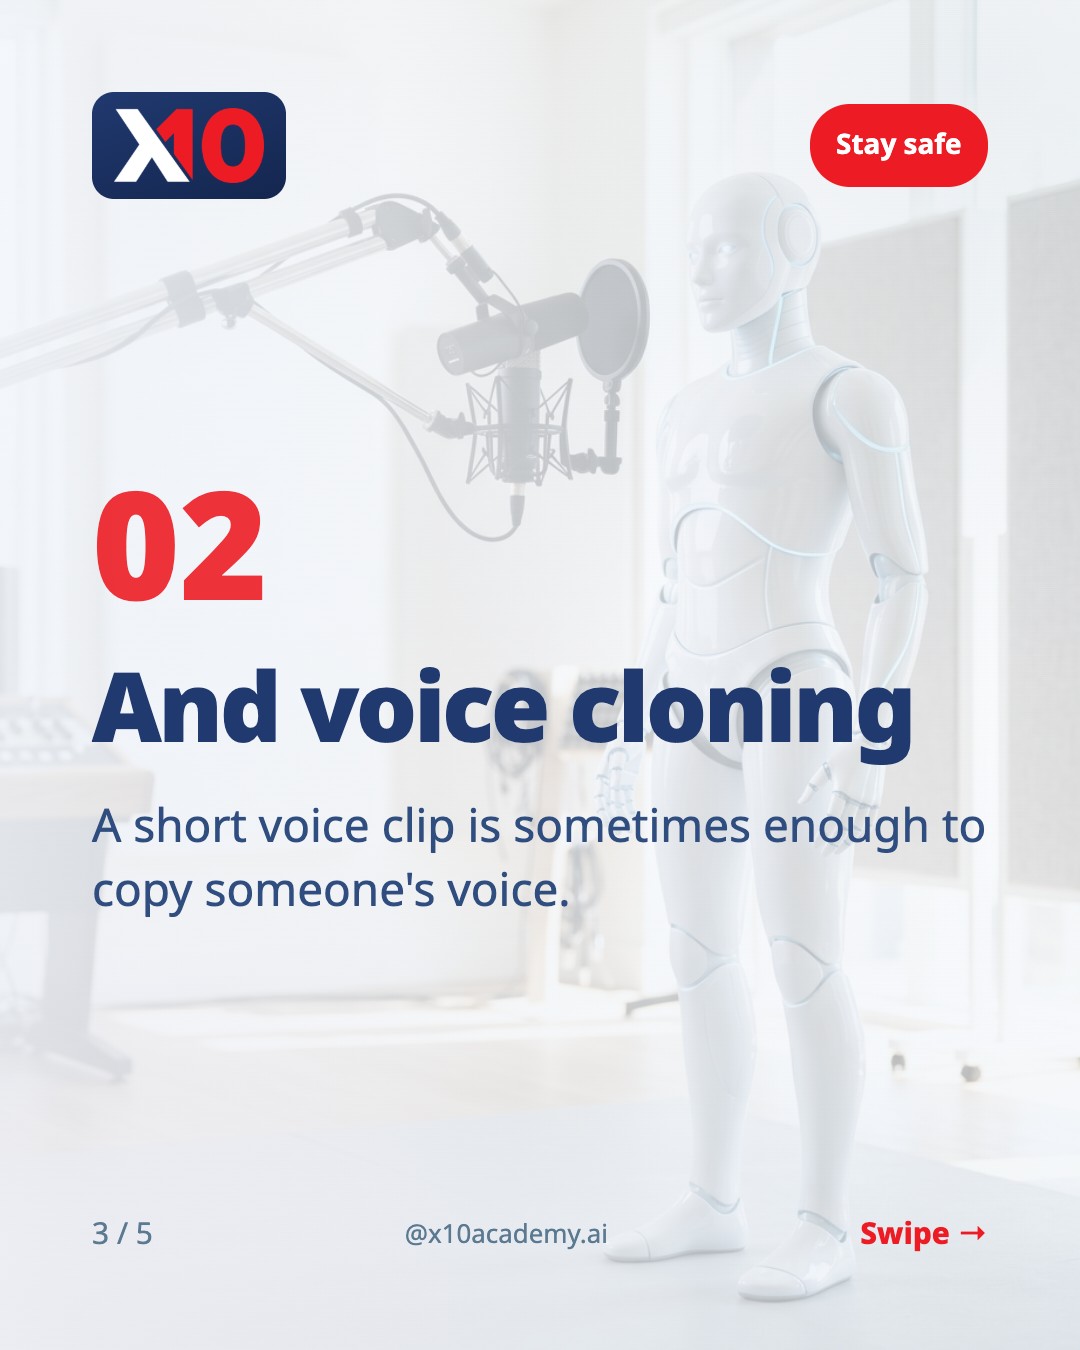 X10
Stay safe
02
And voice cloning
A short voice clip is sometimes enough to
copy someone's voice.
3 / 5
@x10academy.ai
Swipe →